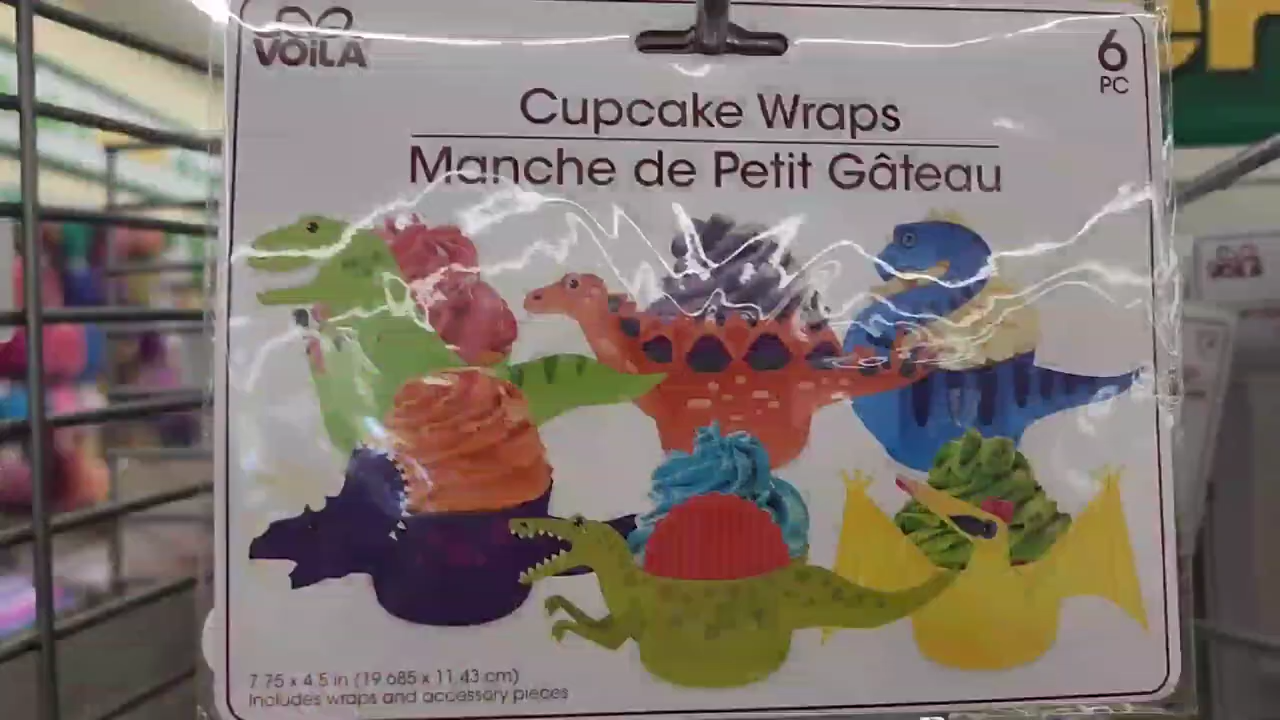 VOILA
6
PC
Cupcake Wraps
Manche de Petit Gâteau
7.75 x 4.5 in (19.685 x 11.43 cm)
Includes wraps and accessory pieces